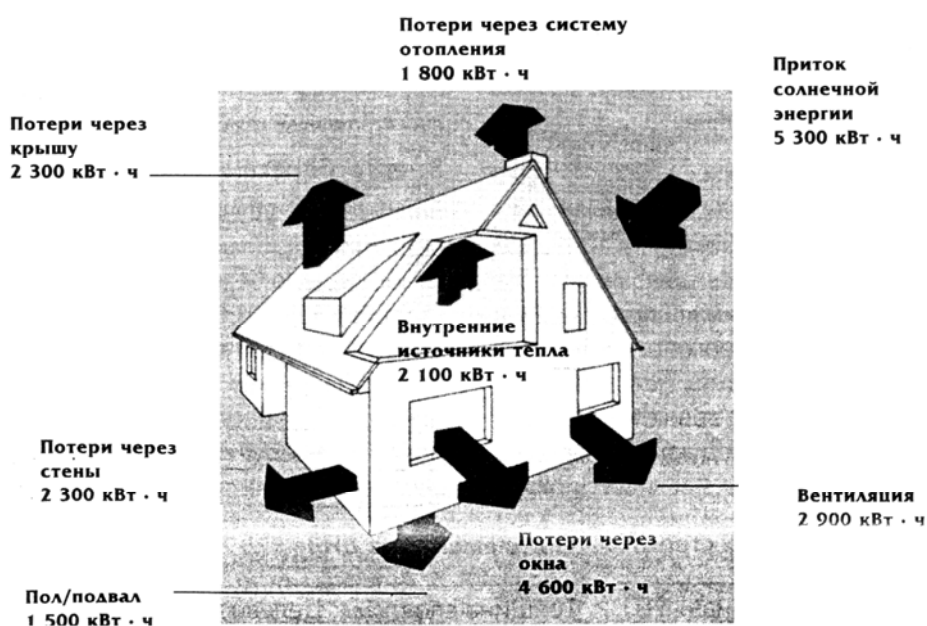 Потери через систему
отопления
1 800 кВт · ч
Приток
солнечной
энергии
5 300 кВт · ч
Потери через
крышу
2 300 кВт · ч
Внутренние
источники тепла
2 100 кВт · ч
Потери через
стены
2 300 кВт · ч
Вентиляция
2 900 кВт · ч
Потери через
окна
4 600 кВт · ч
Пол/подвал
1 500 кВт · ч